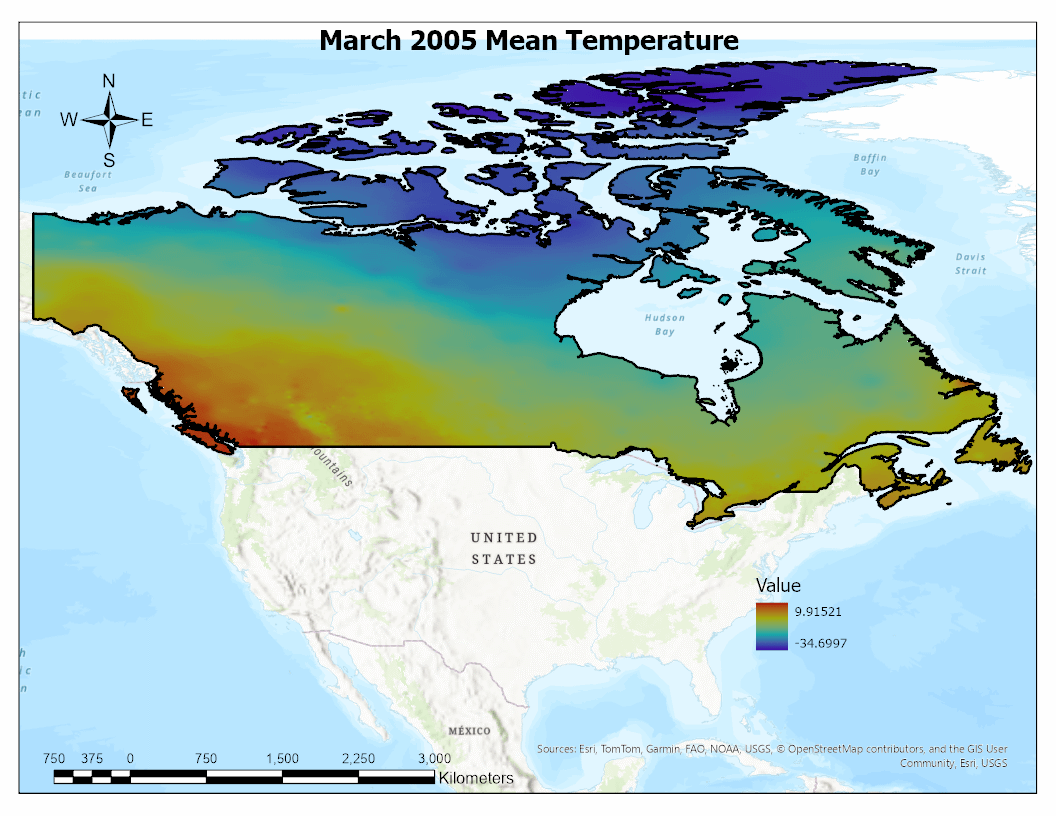 March 2005 Mean Temperature
N
W E
S
tic
ean
Beaufort
Sea
Baffin
Bay
Davis
Strait
Hudson
Bay
ountains
UNITED
STATES
Value
9.91521
-34.6997
h
ic
n
MÉXICO
Sources: Esri, TomTom, Garmin, FAO, NOAA, USGS, © OpenStreetMap contributors, and the GIS User
Community, Esri, USGS
750 375 0 750 1,500 2,250 3,000
Kilometers